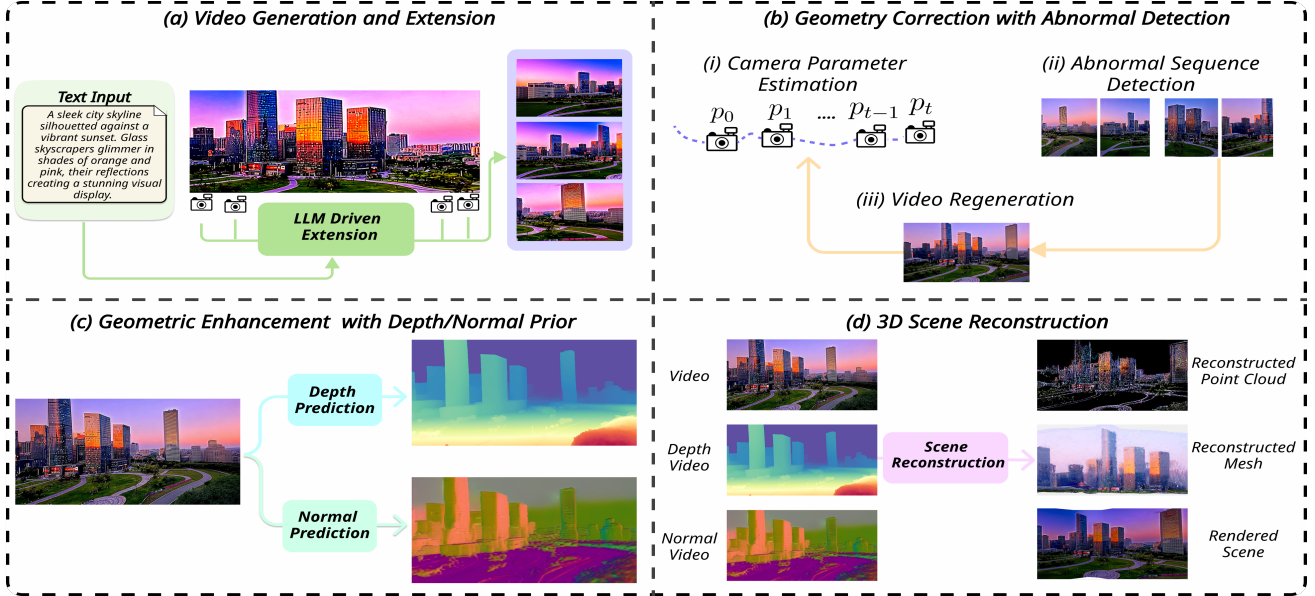 (a) Video Generation and Extension
Text Input
A sleek city skyline
silhouetted against a
vibrant sunset. Glass
skyscrapers glimmer in
shades of orange and
pink, their reflections
creating a stunning visual
display.
LLM Driven
Extension
(b) Geometry Correction with Abnormal Detection
(i) Camera Parameter
Estimation
p₀ p₁ .... pₜ₋₁ pₜ
(ii) Abnormal Sequence
Detection
(iii) Video Regeneration
(c) Geometric Enhancement with Depth/Normal Prior
Depth
Prediction
Normal
Prediction
(d) 3D Scene Reconstruction
Video
Depth
Video
Normal
Video
Scene
Reconstruction
Reconstructed
Point Cloud
Reconstructed
Mesh
Rendered
Scene